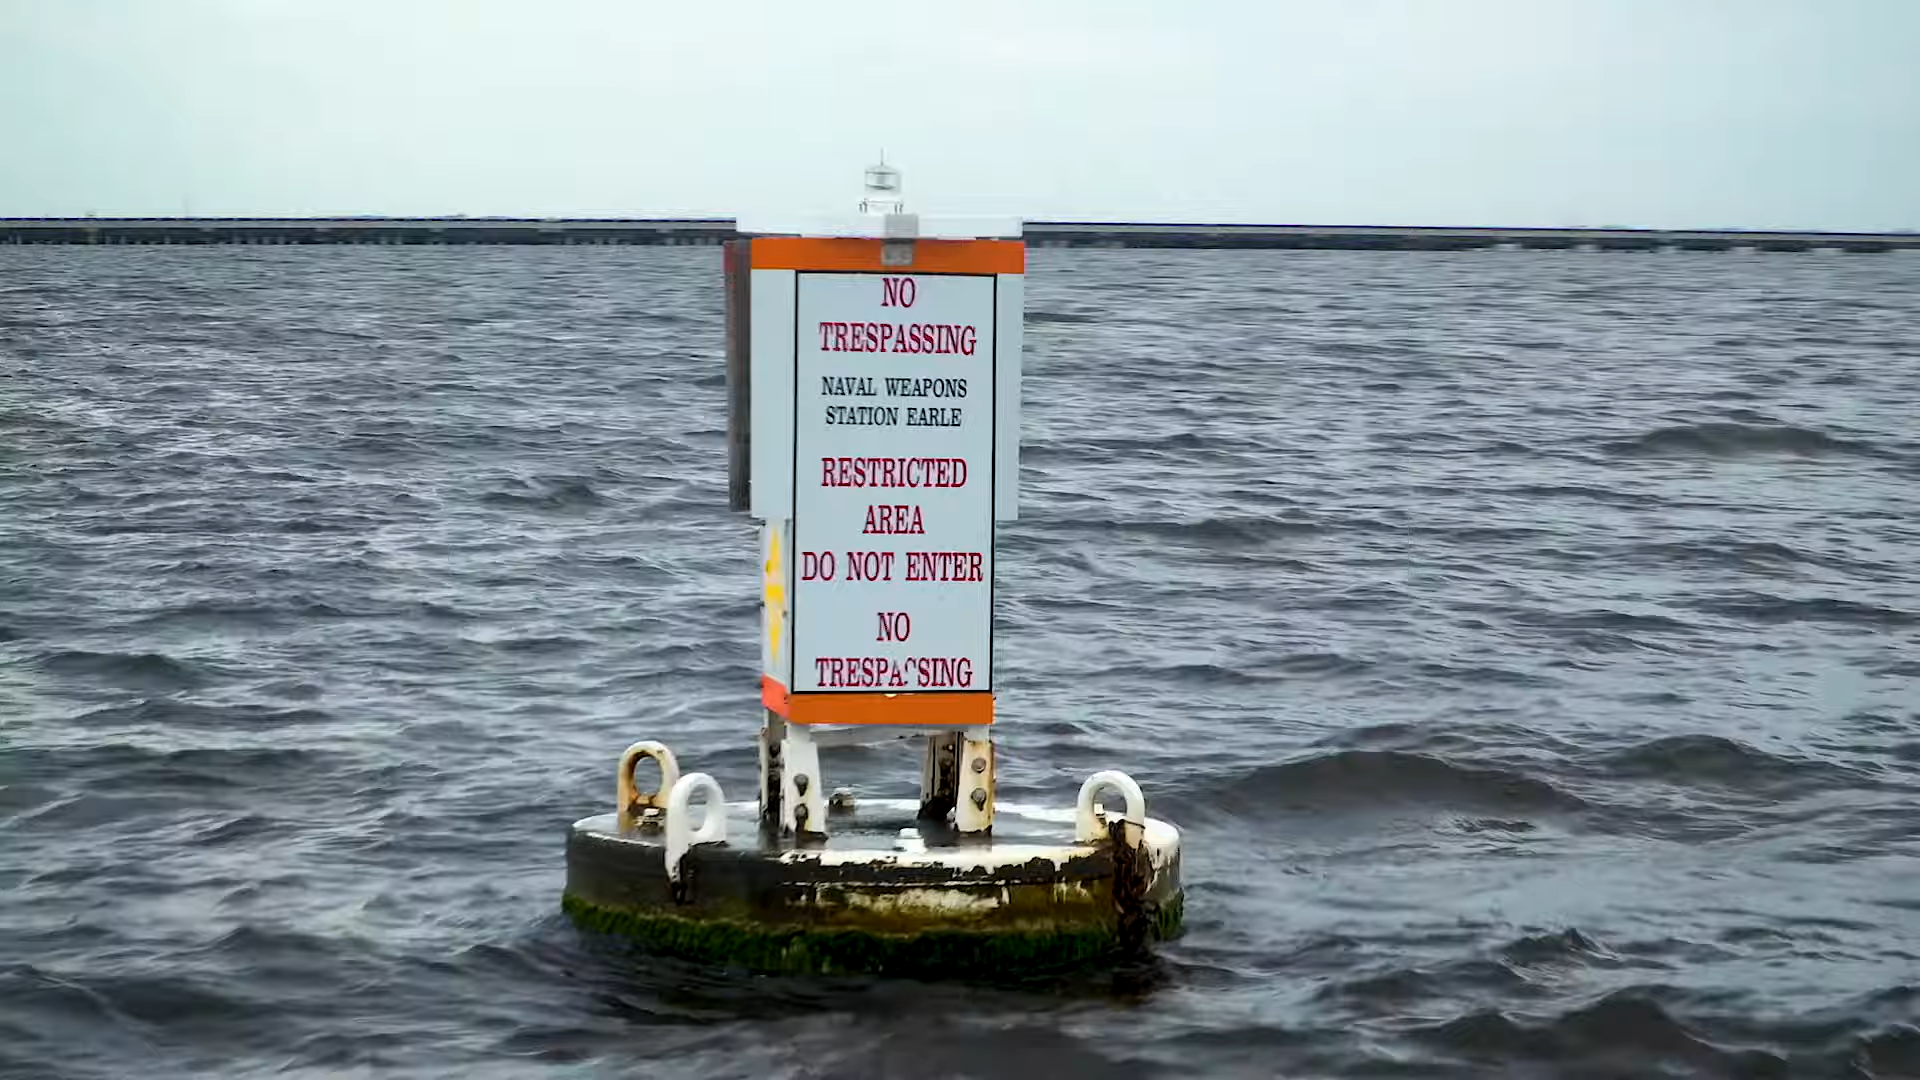 NO
TRESPASSING
NAVAL WEAPONS
STATION EARLE
RESTRICTED
AREA
DO NOT ENTER
NO
TRESPASSING